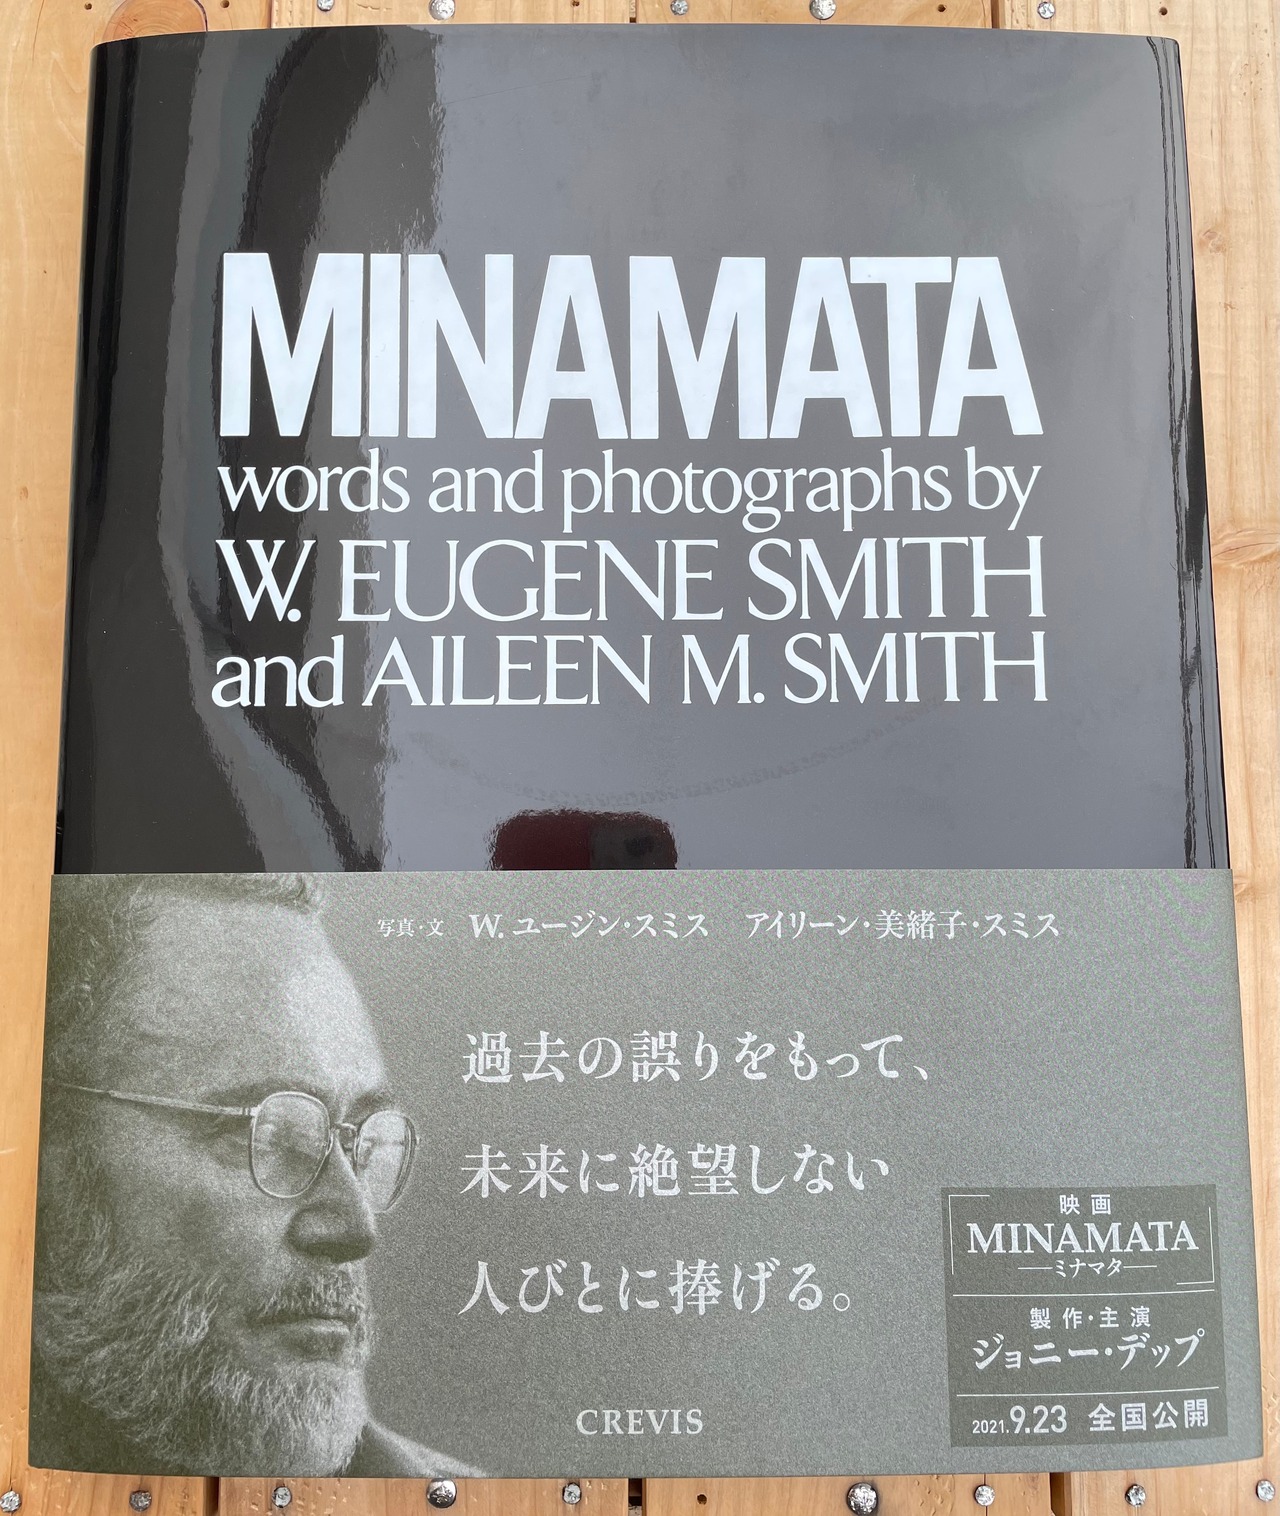 MINAMATA
words and photographs by
W. EUGENE SMITH
and AILEEN M. SMITH
写真・文 W. ユージン・スミス アイリーン・美緒子・スミス
過去の誤りをもって、
未来に絶望しない
人びとに捧げる。
映画
MINAMATA
―ミナマタ―
製作・主演
ジョニー・デップ
2021.9.23 全国公開
CREVIS